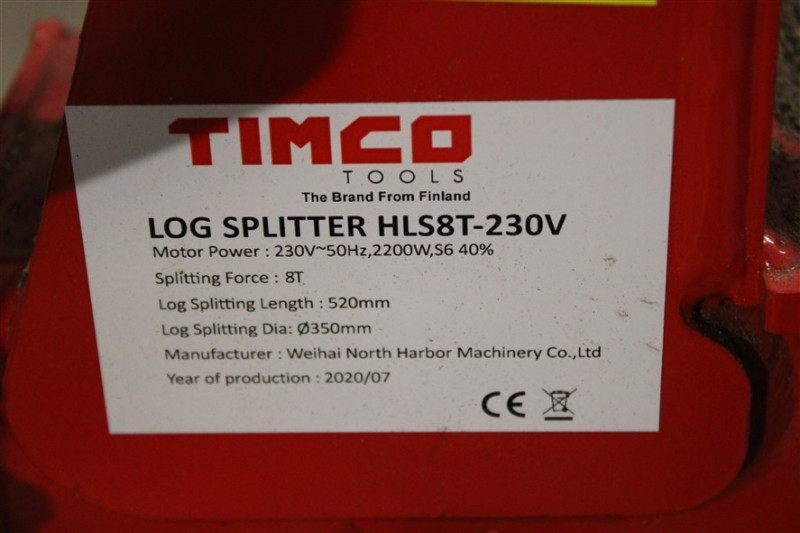 TIMCO
TOOLS
The Brand From Finland
LOG SPLITTER HLS8T-230V
Motor Power : 230V~50Hz,2200W,S6 40%
Splitting Force : 8T
Log Splitting Length : 520mm
Log Splitting Dia: Ø350mm
Manufacturer : Weihai North Harbor Machinery Co.,Ltd
Year of production : 2020/07
CE